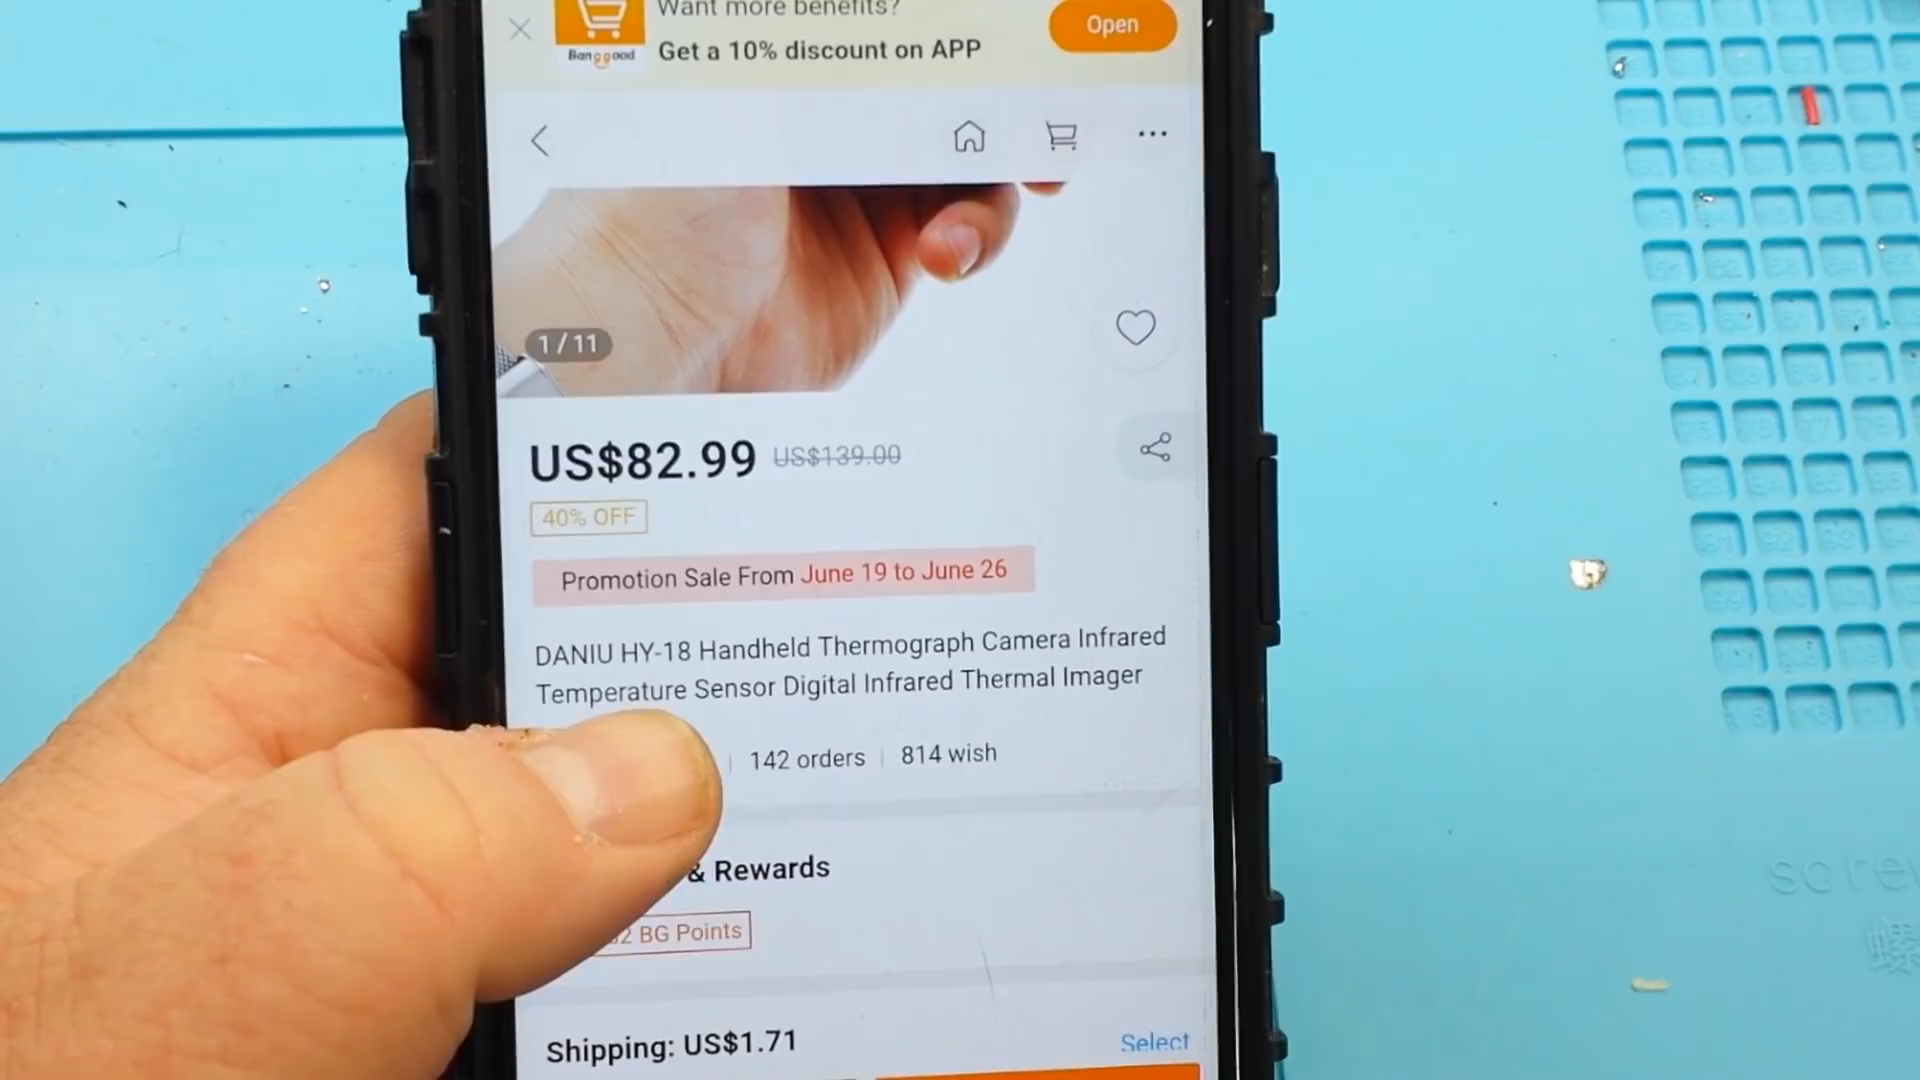 Want more benefits?
Banggood
Get a 10% discount on APP
Open
1 / 11
US$82.99 US$139.00
40% OFF
Promotion Sale From June 19 to June 26
DANIU HY-18 Handheld Thermograph Camera Infrared
Temperature Sensor Digital Infrared Thermal Imager
142 orders | 814 wish
& Rewards
BG Points
Shipping: US$1.71
Select
螺